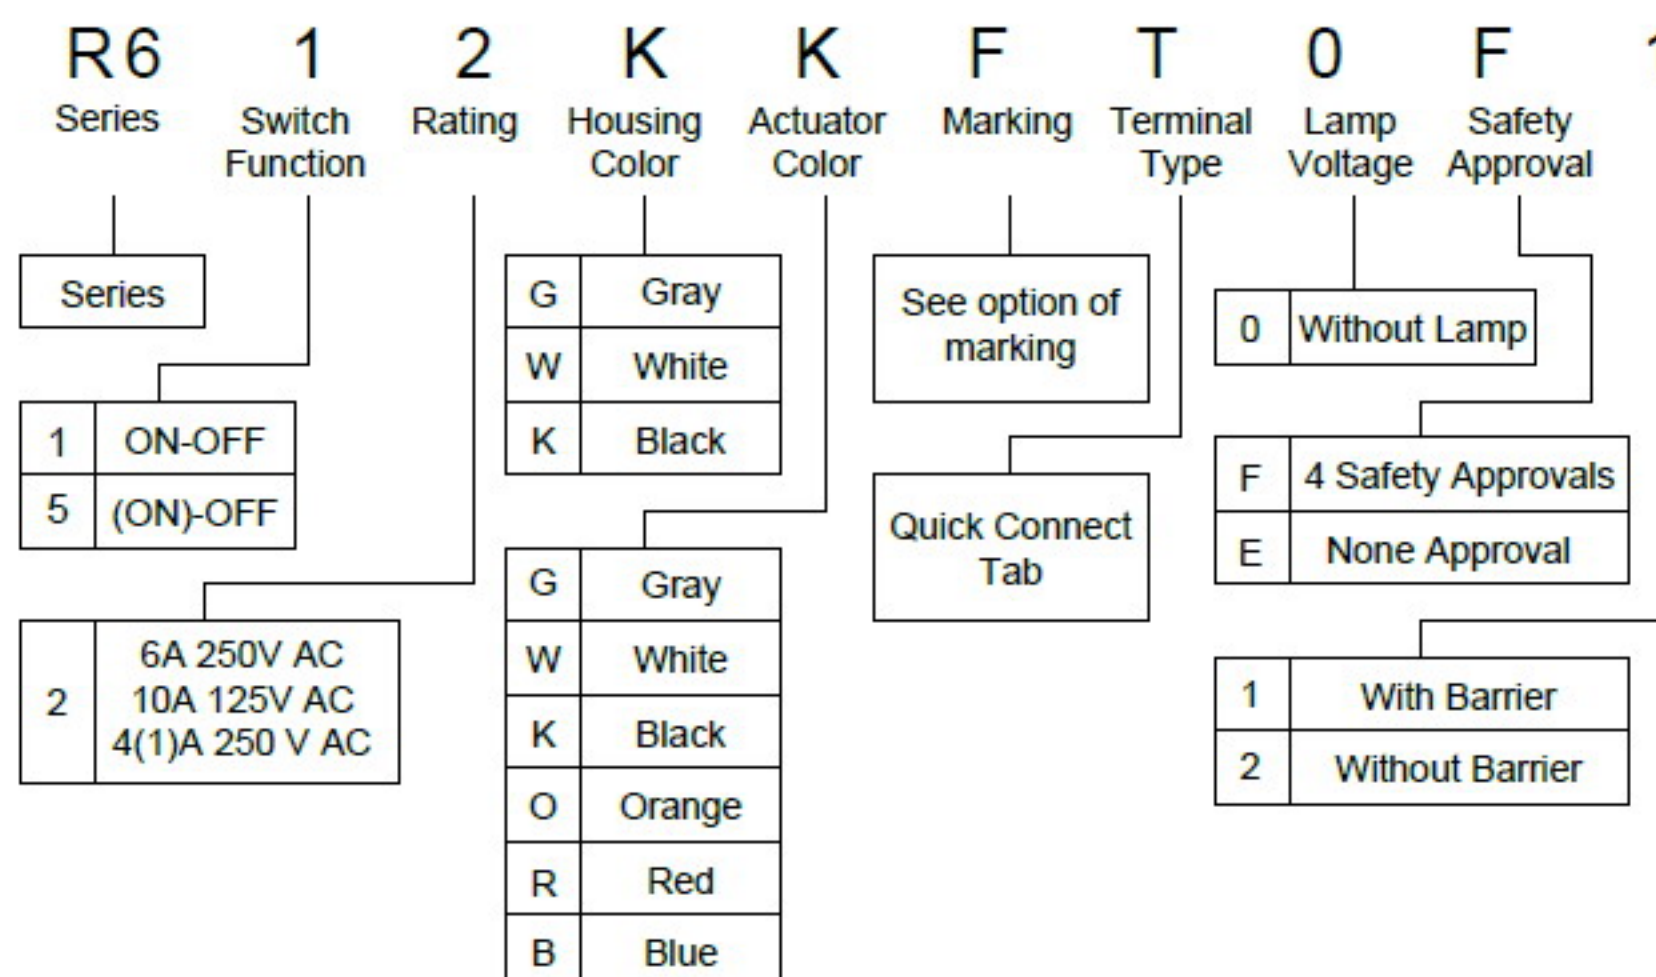 R6 1 2 K K F T 0 F
Series
Switch
Function
Rating
Housing
Color
Actuator
Color
Marking
Terminal
Type
Lamp
Voltage
Safety
Approval
Series
1 ON-OFF
5 (ON)-OFF
2
6A 250V AC
10A 125V AC
4(1)A 250 V AC
G Gray
W White
K Black
G Gray
W White
K Black
O Orange
R Red
B Blue
See option of
marking
Quick Connect
Tab
0 Without Lamp
F 4 Safety Approvals
E None Approval
1 With Barrier
2 Without Barrier